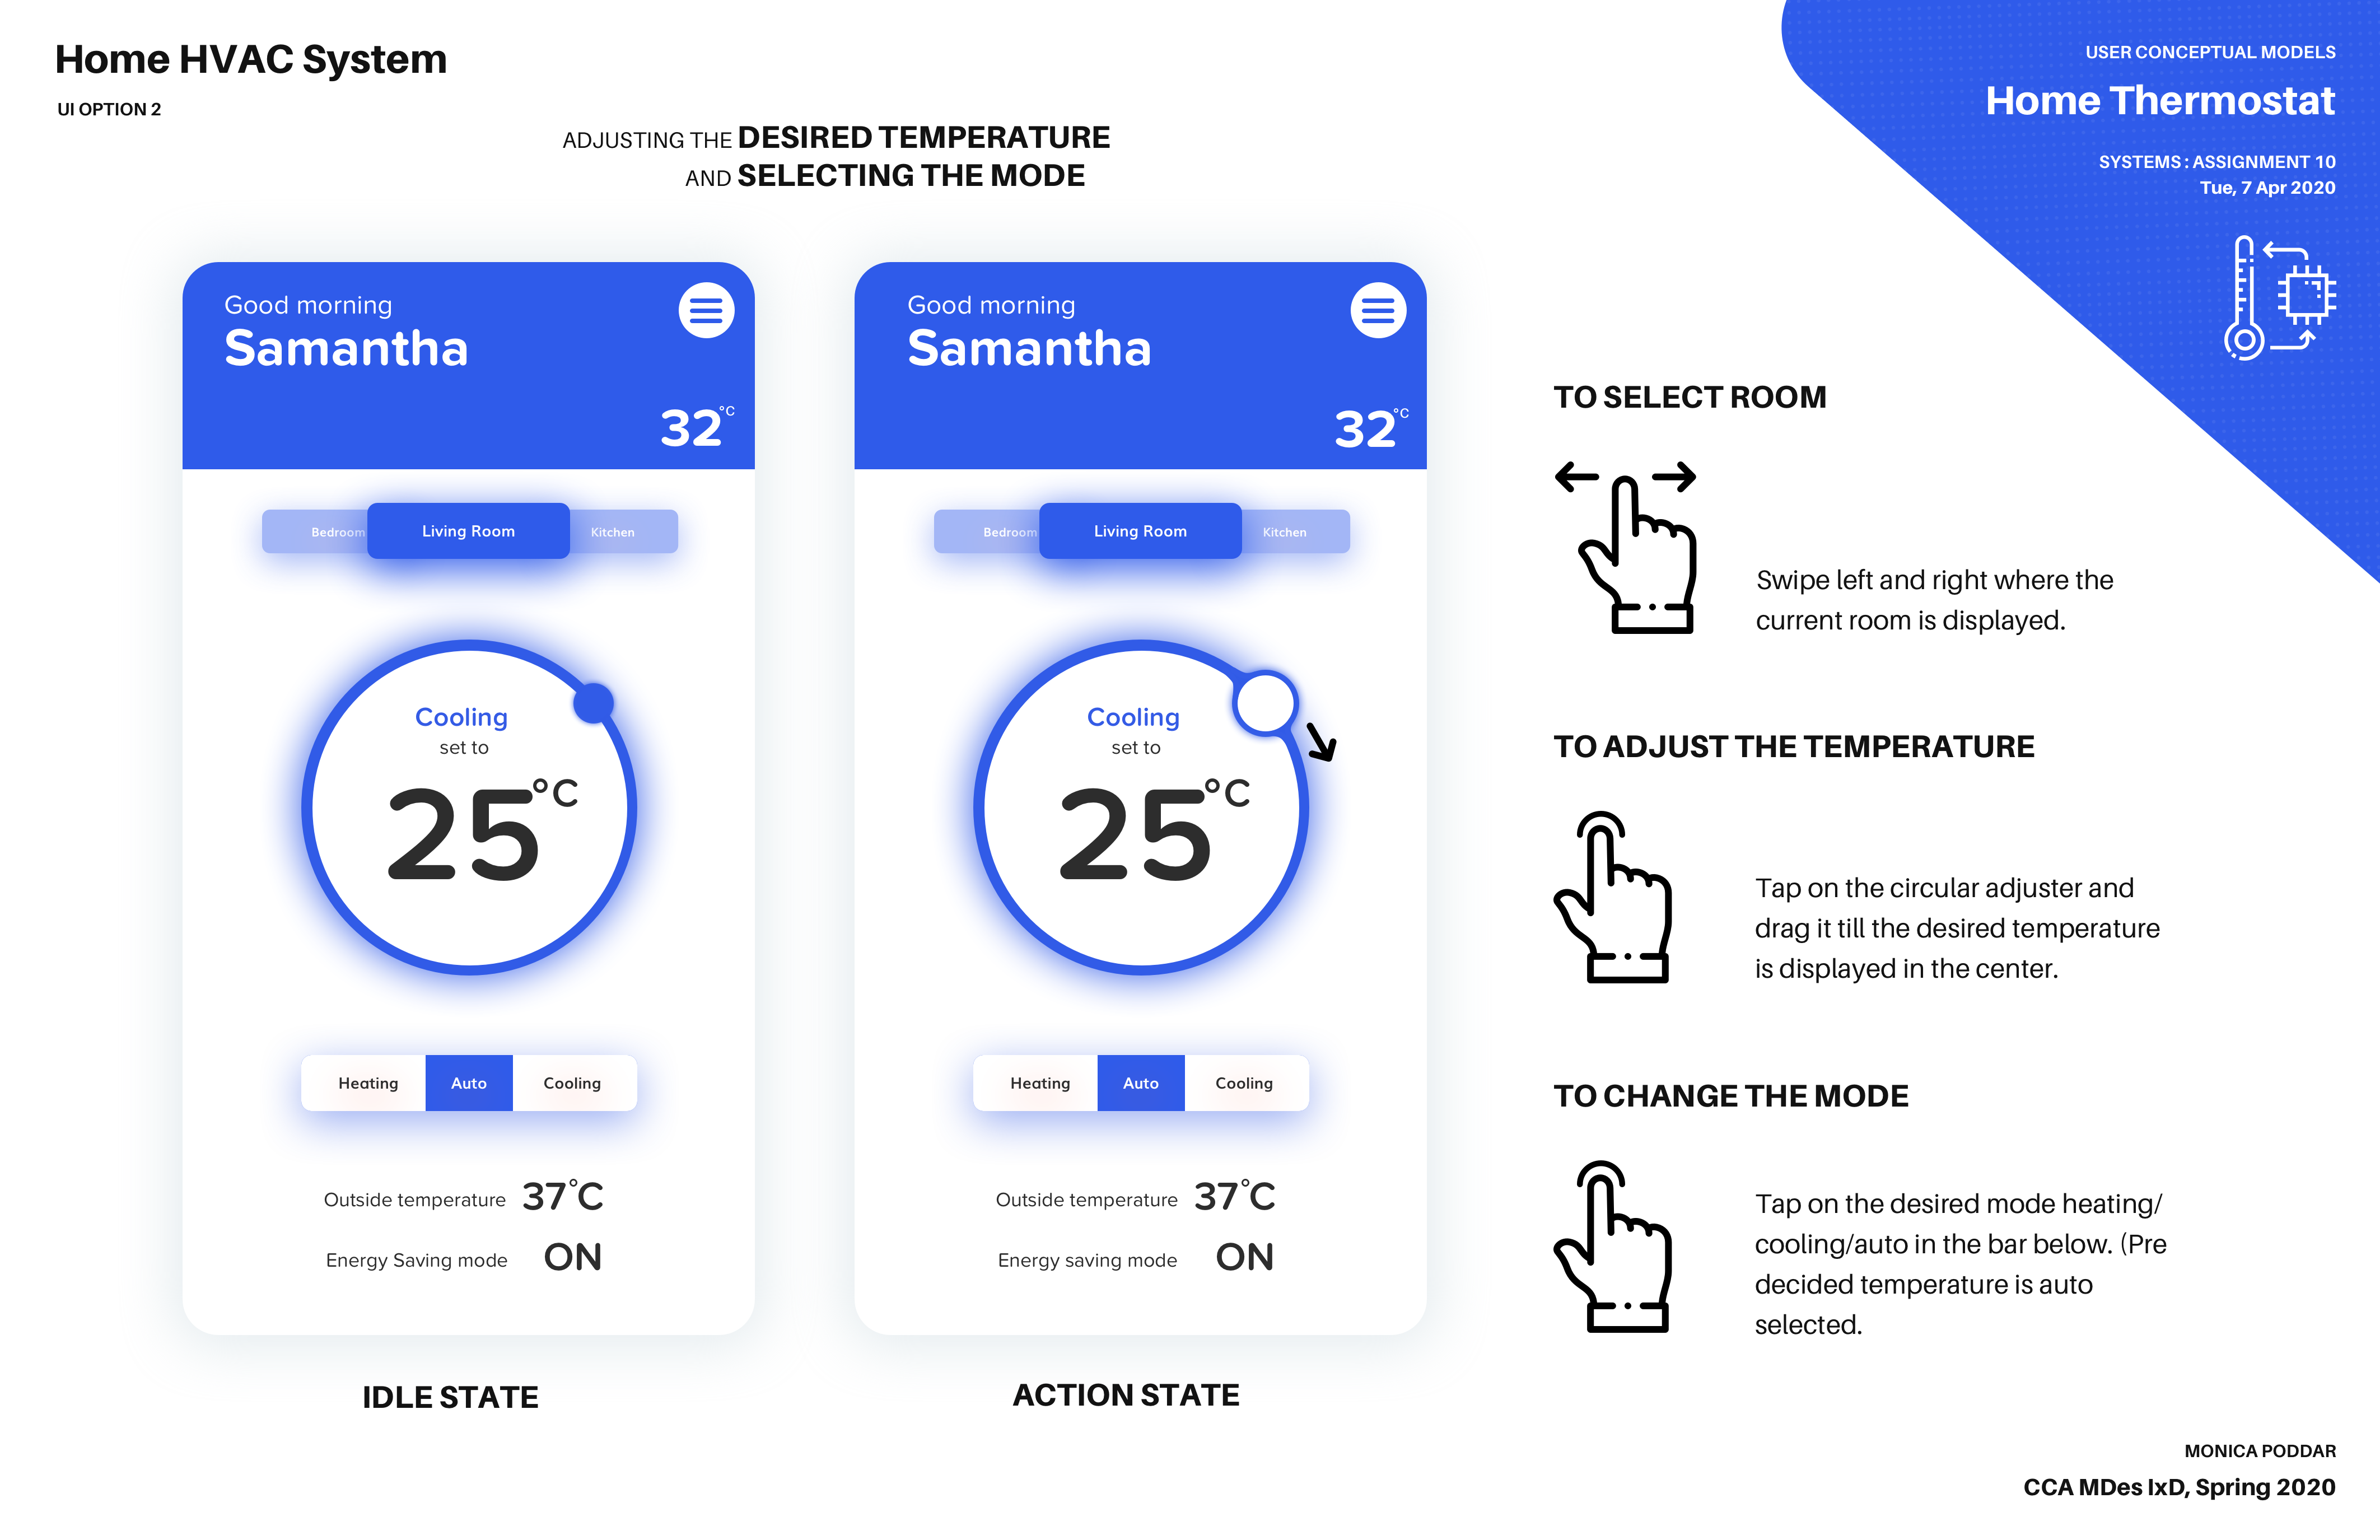 Home HVAC System
UI OPTION 2
ADJUSTING THE DESIRED TEMPERATURE
AND SELECTING THE MODE
USER CONCEPTUAL MODELS
Home Thermostat
SYSTEMS : ASSIGNMENT 10
Tue, 7 Apr 2020
Good morning
Samantha
32°C
Bedroom Living Room Kitchen
Cooling
set to
25°C
Heating Auto Cooling
Outside temperature 37°C
Energy Saving mode ON
IDLE STATE
Good morning
Samantha
32°C
Bedroom Living Room Kitchen
Cooling
set to
25°C
Heating Auto Cooling
Outside temperature 37°C
Energy saving mode ON
ACTION STATE
TO SELECT ROOM
Swipe left and right where the
current room is displayed.
TO ADJUST THE TEMPERATURE
Tap on the circular adjuster and
drag it till the desired temperature
is displayed in the center.
TO CHANGE THE MODE
Tap on the desired mode heating/
cooling/auto in the bar below. (Pre
decided temperature is auto
selected.
MONICA PODDAR
CCA MDes IxD, Spring 2020